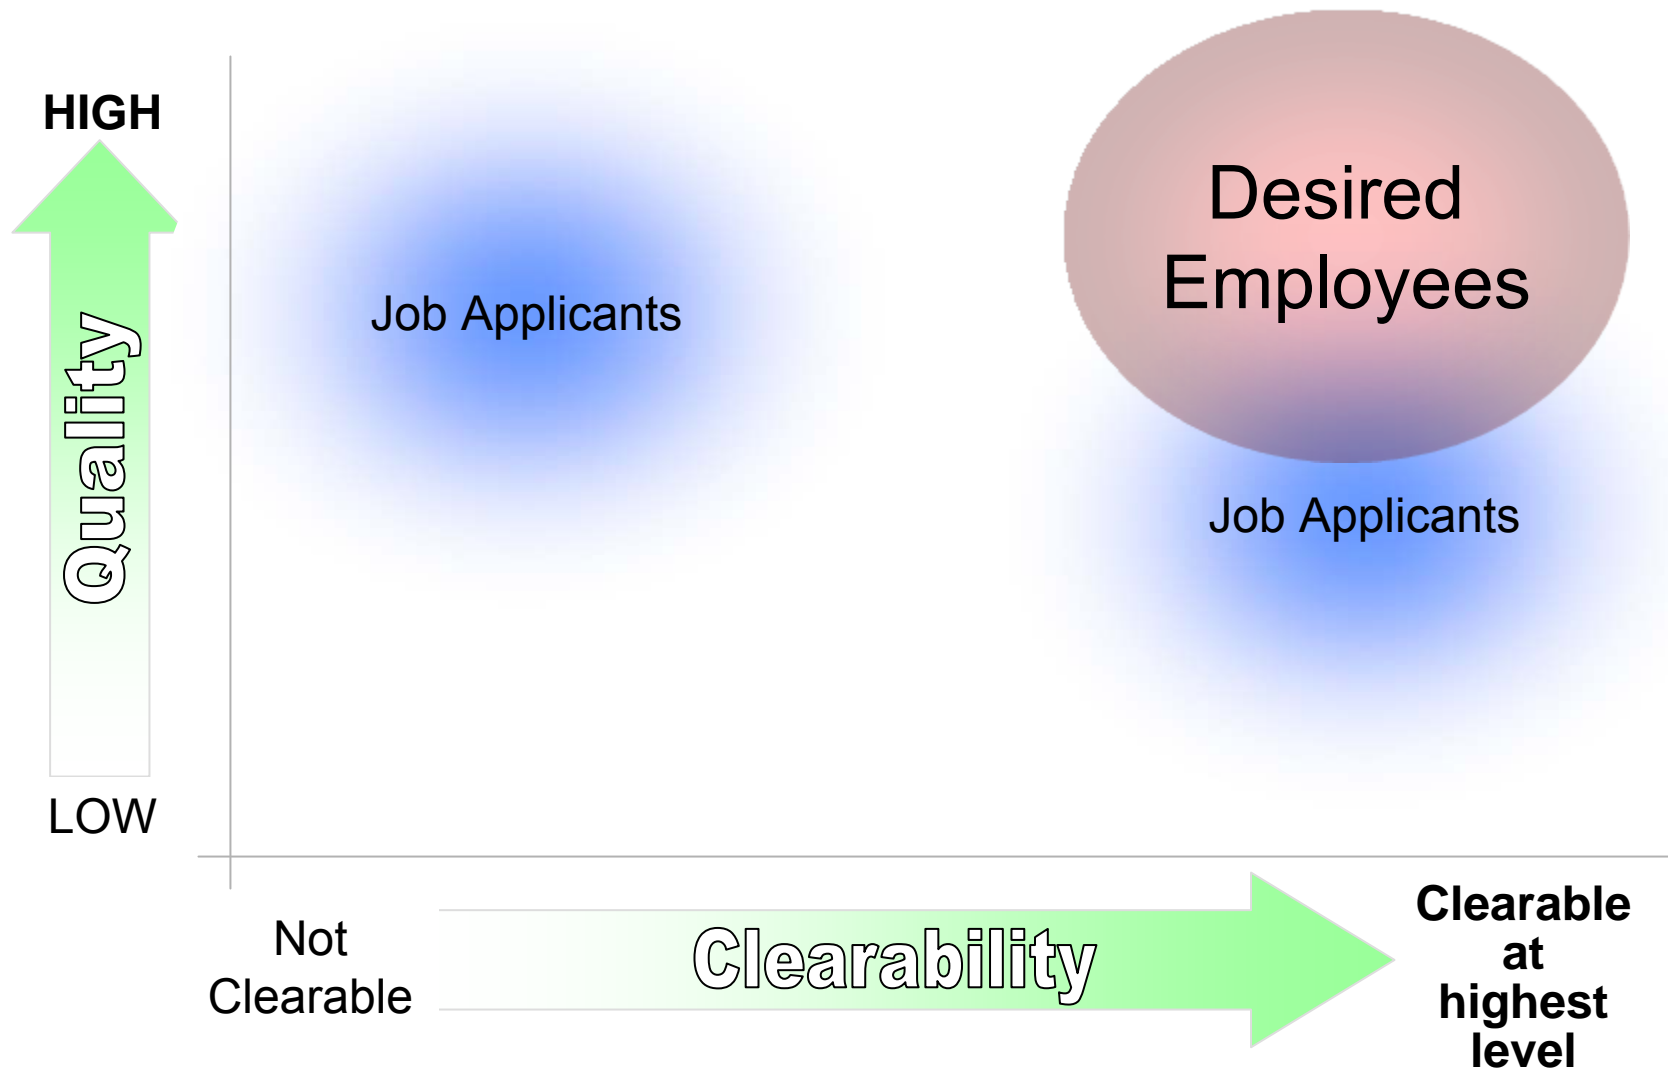 HIGH
Desired
Employees
Job Applicants
Quality
Job Applicants
LOW
Not
Clearable
Clearability
Clearable
at
highest
level